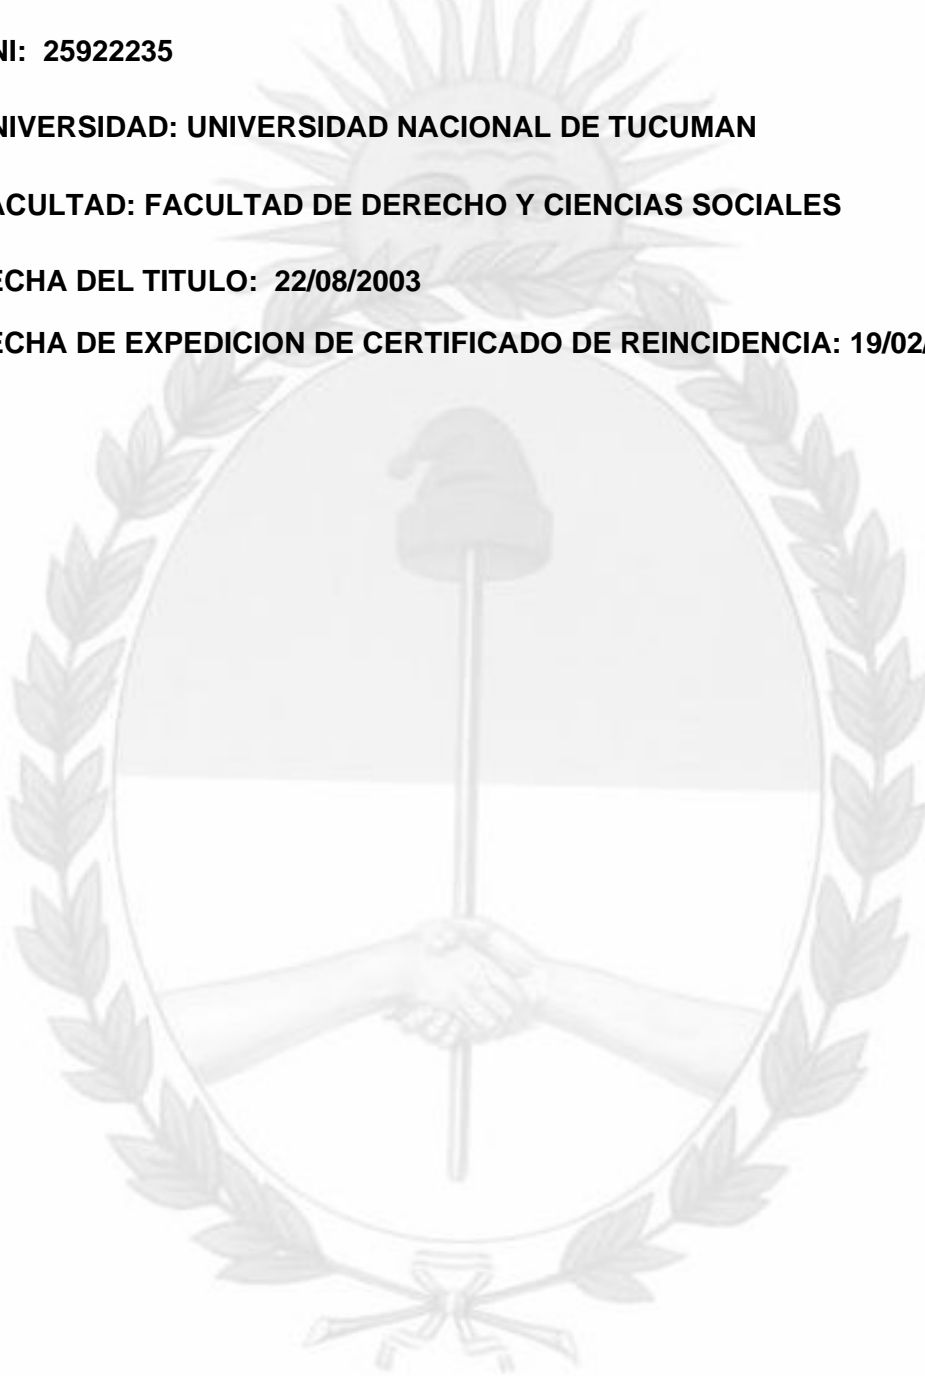 NI: 25922235
NIVERSIDAD: UNIVERSIDAD NACIONAL DE TUCUMAN
ACULTAD: FACULTAD DE DERECHO Y CIENCIAS SOCIALES
ECHA DEL TITULO: 22/08/2003
ECHA DE EXPEDICION DE CERTIFICADO DE REINCIDENCIA: 19/02/